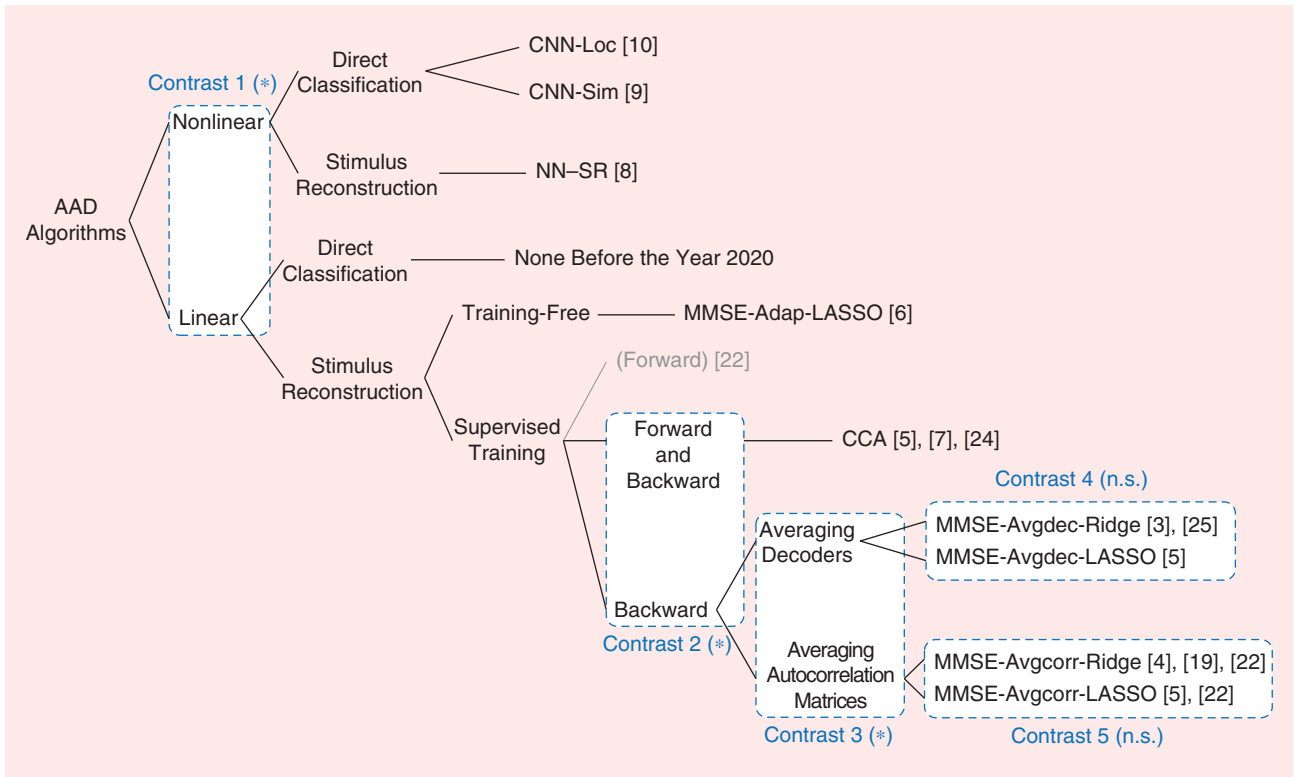 CNN-Loc [10]
Direct
Classification
Contrast 1 (*)
CNN-Sim [9]
Nonlinear
Stimulus
Reconstruction
NN–SR [8]
AAD
Algorithms
Direct
Classification
None Before the Year 2020
Linear
Training-Free
MMSE-Adap-LASSO [6]
Stimulus
Reconstruction
(Forward) [22]
Supervised
Training
Forward
and
Backward
CCA [5], [7], [24]
Contrast 4 (n.s.)
Averaging
Decoders
MMSE-Avgdec-Ridge [3], [25]
MMSE-Avgdec-LASSO [5]
Backward
Contrast 2 (*)
Averaging
Autocorrelation
Matrices
MMSE-Avgcorr-Ridge [4], [19], [22]
MMSE-Avgcorr-LASSO [5], [22]
Contrast 3 (*)
Contrast 5 (n.s.)